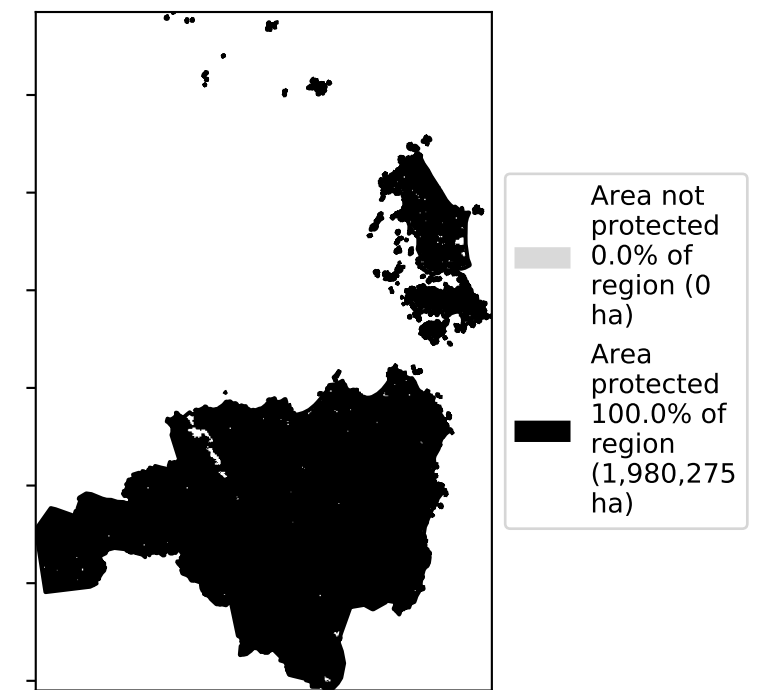 Area not
protected
0.0% of
region (0
ha)
Area
protected
100.0% of
region
(1,980,275
ha)